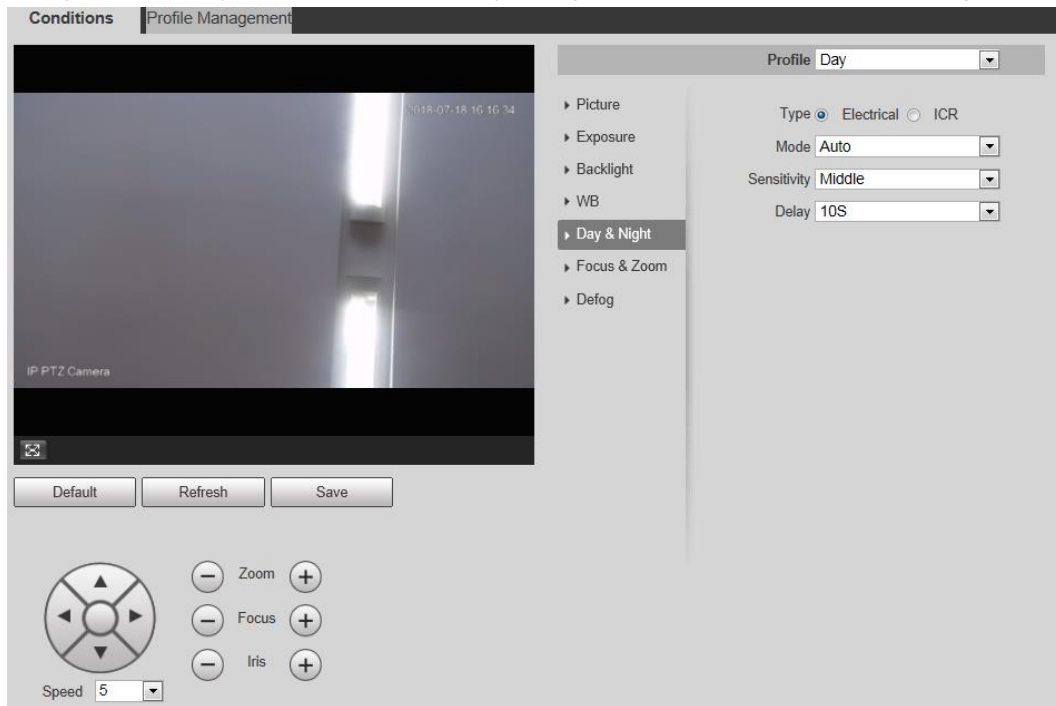 Conditions Profile Management
Profile Day
2018-07-18 16:16:34
IP PTZ Camera
Picture
Exposure
Backlight
WB
Day & Night
Focus & Zoom
Defog
Type Electrical ICR
Mode Auto
Sensitivity Middle
Delay 10S
Default Refresh Save
Zoom
Focus
Iris
Speed 5